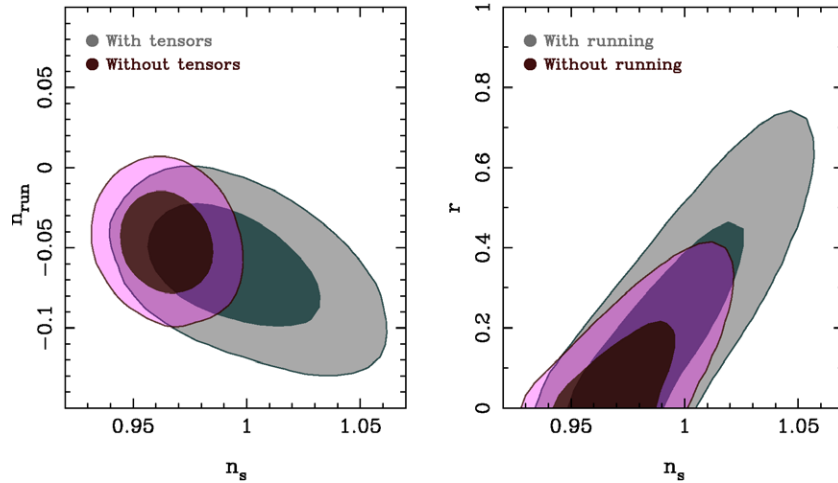 With tensors
Without tensors
0.05
0
−0.05
−0.1
n_run
0.95
1
1.05
n_s
With running
Without running
1
0.8
0.6
0.4
0.2
0
r
0.95
1
1.05
n_s